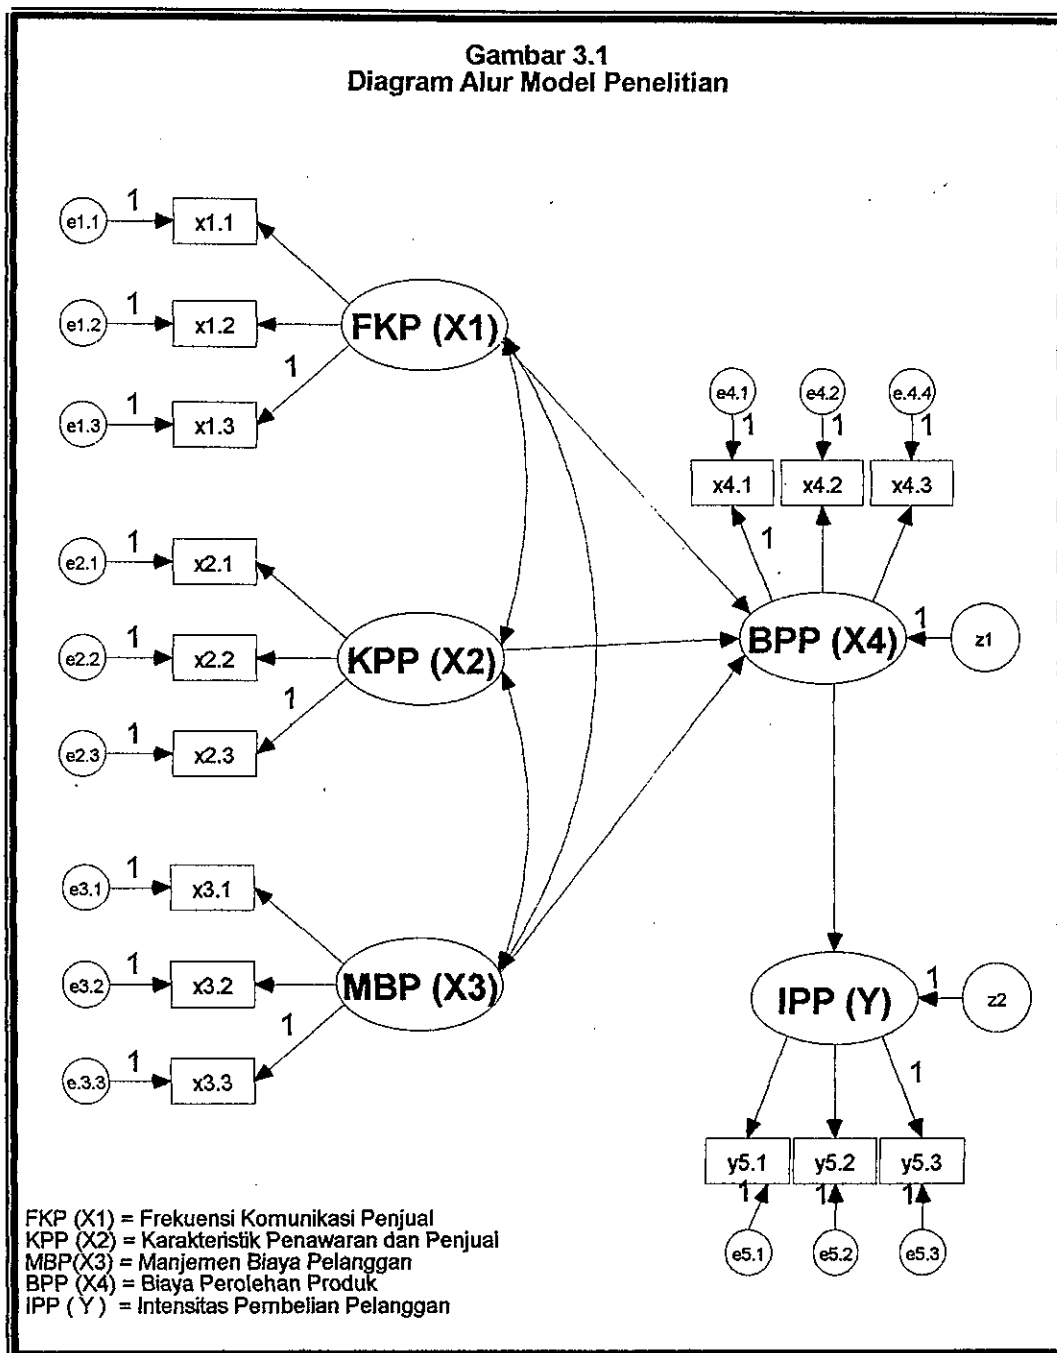 Gambar 3.1
Diagram Alur Model Penelitian
e1.1 1 x1.1
e1.2 1 x1.2
FKP (X1)
1
e1.3 1 x1.3
e4.1 e4.2 e.4.4
1 1 1
x4.1 x4.2 x4.3
1
e2.1 1 x2.1
e2.2 1 x2.2
KPP (X2)
BPP (X4) 1 z1
1
e2.3 1 x2.3
e3.1 1 x3.1
e3.2 1 x3.2
MBP (X3)
IPP (Y) 1 z2
1
e.3.3 1 x3.3
1
y5.1 y5.2 y5.3
1 1 1
e5.1 e5.2 e5.3
FKP (X1) = Frekuensi Komunikasi Penjual
KPP (X2) = Karakteristik Penawaran dan Penjual
MBP(X3) = Manjemen Biaya Pelanggan
BPP (X4) = Biaya Perolehan Produk
IPP ( Y ) = Intensitas Pembelian Pelanggan